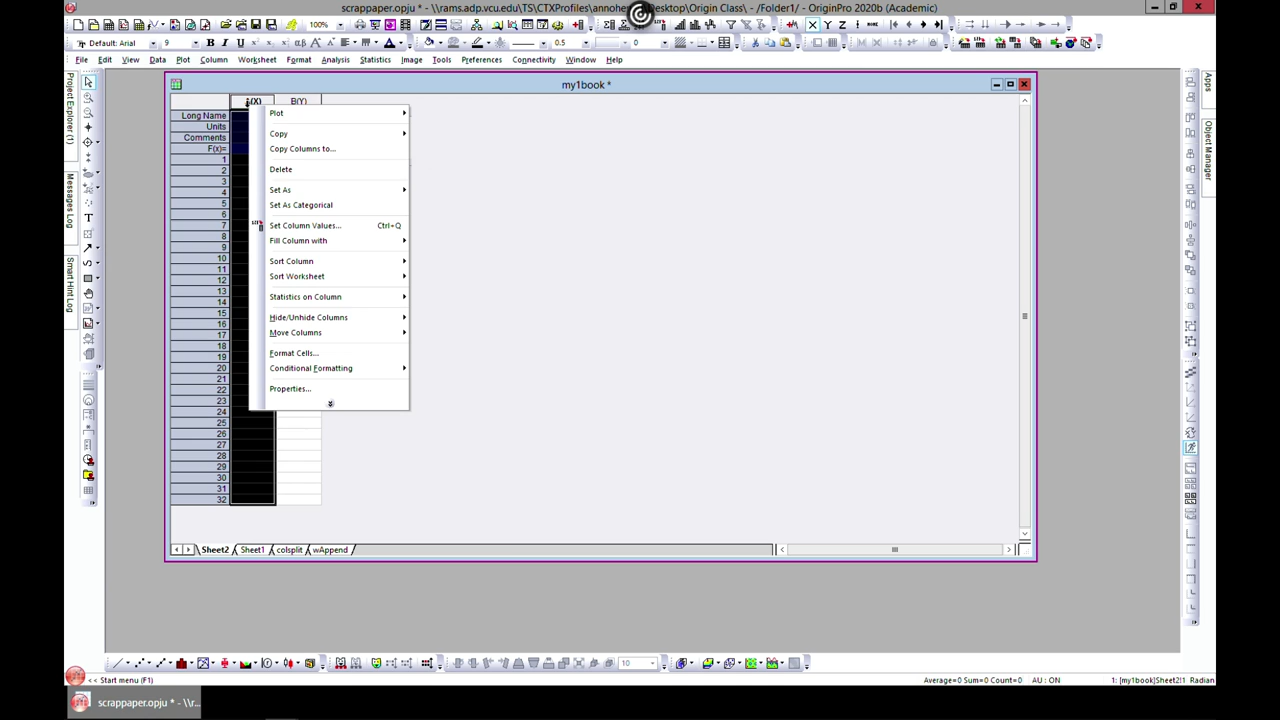 scrappaper.opju * - \\rams.adp.vcu.edu\TS\CTXProfiles\annohe Desktop\Origin Class\ - /Folder1/ - OriginPro 2020b (Academic)
100%
Default: Arial 9 B I U 0.5 0
File Edit View Data Plot Column Worksheet Format Analysis Statistics Image Tools Preferences Connectivity Window Help
X Y Z
Project Explorer (1)
Messages Log
Smart Hint Log
Apps
Object Manager
my1book *
(X) B(Y)
Long Name
Units
Comments
F(x)=
1
2
3
4
5
6
7
8
9
10
11
12
13
14
15
16
17
18
19
20
21
22
23
24
25
26
27
28
29
30
31
32
Plot
Copy
Copy Columns to...
Delete
Set As
Set As Categorical
Set Column Values... Ctrl+Q
Fill Column with
Sort Column
Sort Worksheet
Statistics on Column
Hide/Unhide Columns
Move Columns
Format Cells...
Conditional Formatting
Properties...
Sheet2 Sheet1 colsplit wAppend
10
<< Start menu (F1)
Average=0 Sum=0 Count=0 AU : ON 1: [my1book]Sheet2!1 Radian
scrappaper.opju * - \\r...